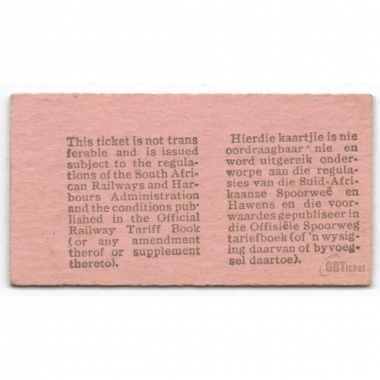 This ticket is not trans
ferable and is issued
subject to the regula-
tions of the South Afri-
can Railways and Har-
bours Administration
and the conditions pub-
lished in the Official
Railway Tariff Book
(or any amendment
therof or supplement
thereto).
Hierdie kaartjie is nie
oordraagbaar nie en
word uitgereik onder-
worpe aan die regula-
sies van die Suid-Afri-
kaanse Spoorweë en
Hawens en die voor-
waardes gepubliseer in
die Offisiële Spoorweg
tariefboek (of 'n wysig-
ing daarvan of byvoeg-
sel daartoe).
GBTicket